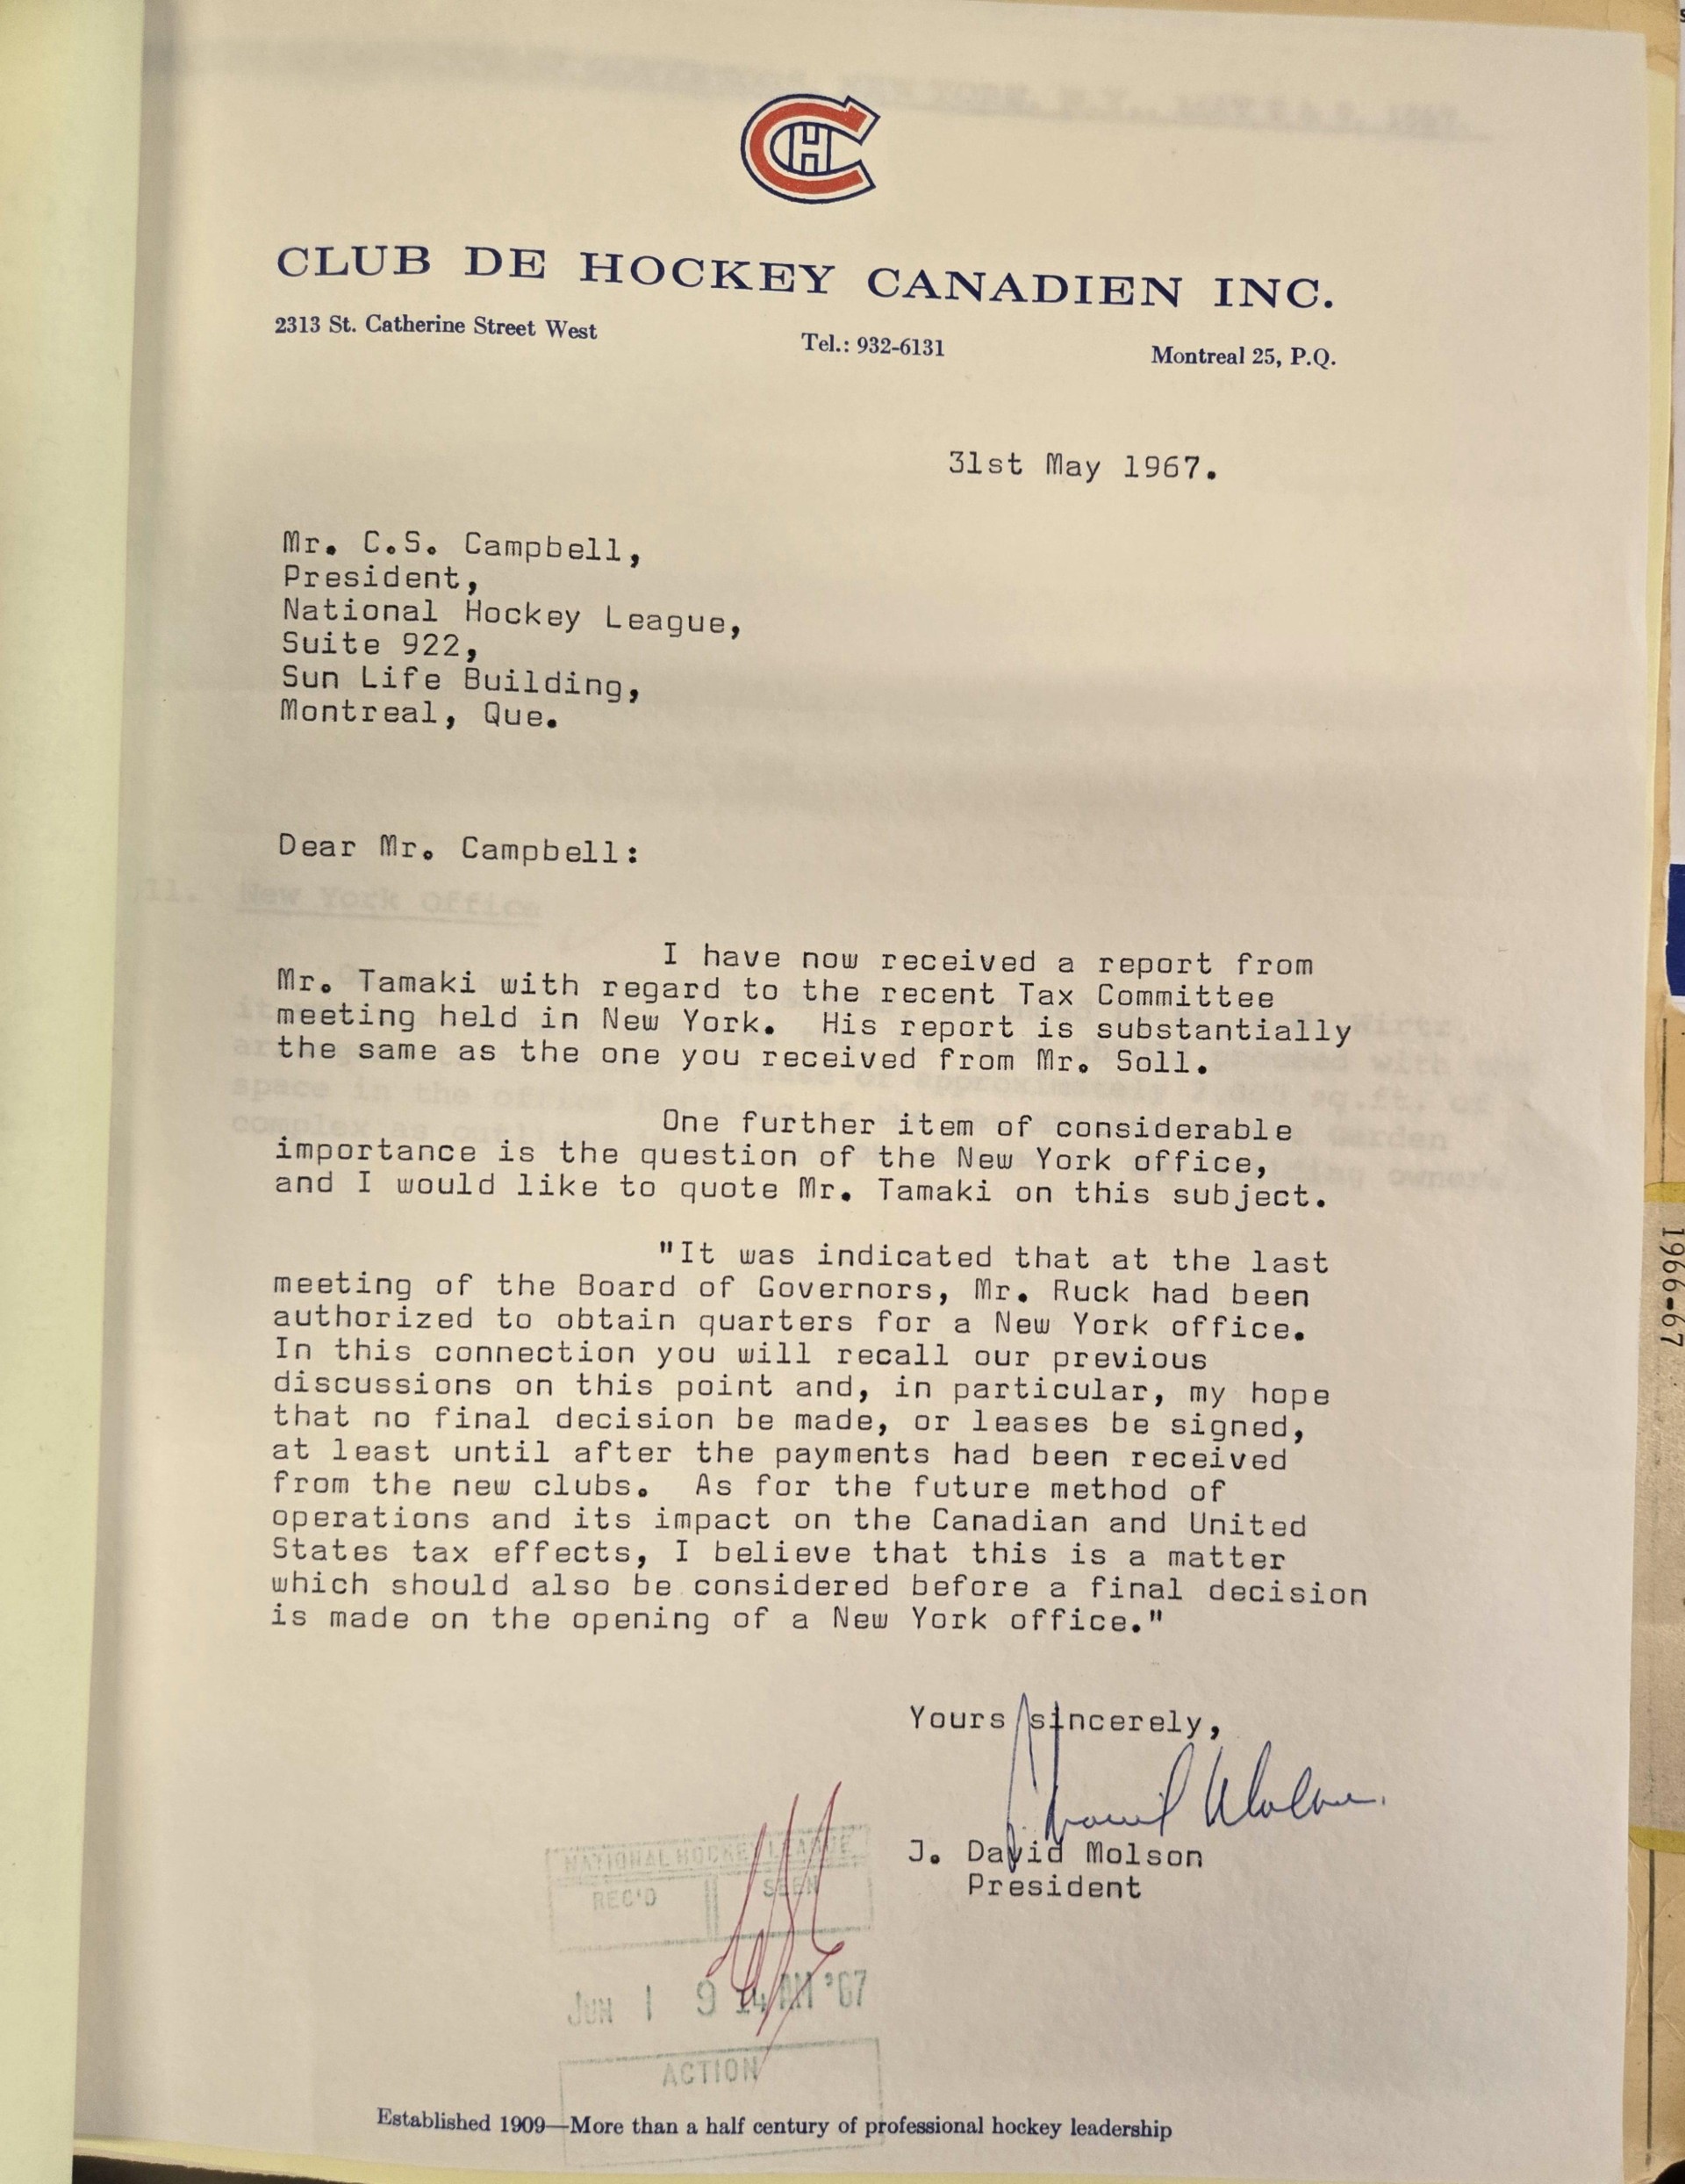 CLUB DE HOCKEY CANADIEN INC.
2313 St. Catherine Street West Tel.: 932-6131 Montreal 25, P.Q.
31st May 1967.
Mr. C.S. Campbell,
President,
National Hockey League,
Suite 922,
Sun Life Building,
Montreal, Que.
Dear Mr. Campbell:
11. New York Office
I have now received a report from
Mr. Tamaki with regard to the recent Tax Committee
meeting held in New York. His report is substantially
the same as the one you received from Mr. Soll.
One further item of considerable
importance is the question of the New York office,
and I would like to quote Mr. Tamaki on this subject.
"It was indicated that at the last
meeting of the Board of Governors, Mr. Ruck had been
authorized to obtain quarters for a New York office.
In this connection you will recall our previous
discussions on this point and, in particular, my hope
that no final decision be made, or leases be signed,
at least until after the payments had been received
from the new clubs. As for the future method of
operations and its impact on the Canadian and United
States tax effects, I believe that this is a matter
which should also be considered before a final decision
is made on the opening of a New York office."
Yours sincerely,
David Molson
J. David Molson
President
NATIONAL HOCKEY LEAGUE
REC'D SEEN
JUN 1 9 14 AM '67
ACTION
Established 1909—More than a half century of professional hockey leadership
1966-67